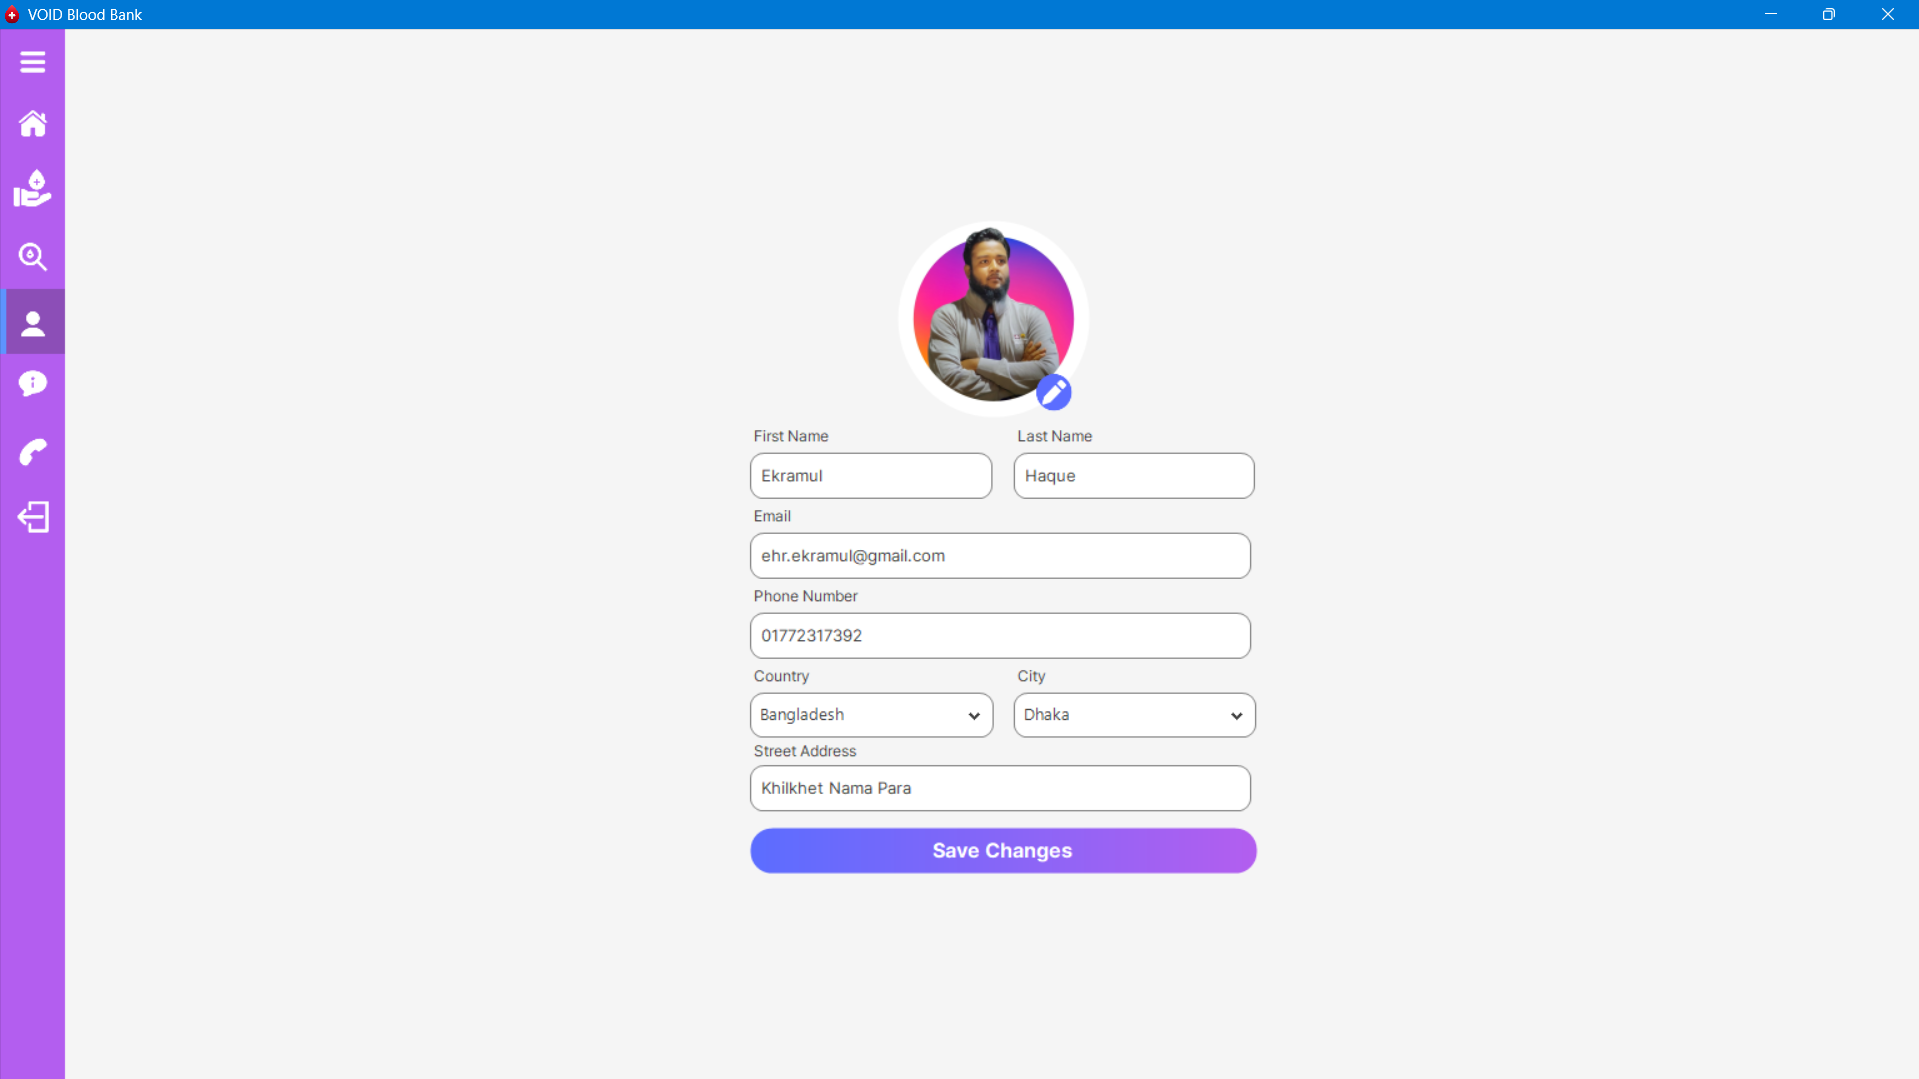 VOID Blood Bank
First Name Last Name
Ekramul Haque
Email
ehr.ekramul@gmail.com
Phone Number
01772317392
Country City
Bangladesh Dhaka
Street Address
Khilkhet Nama Para
Save Changes